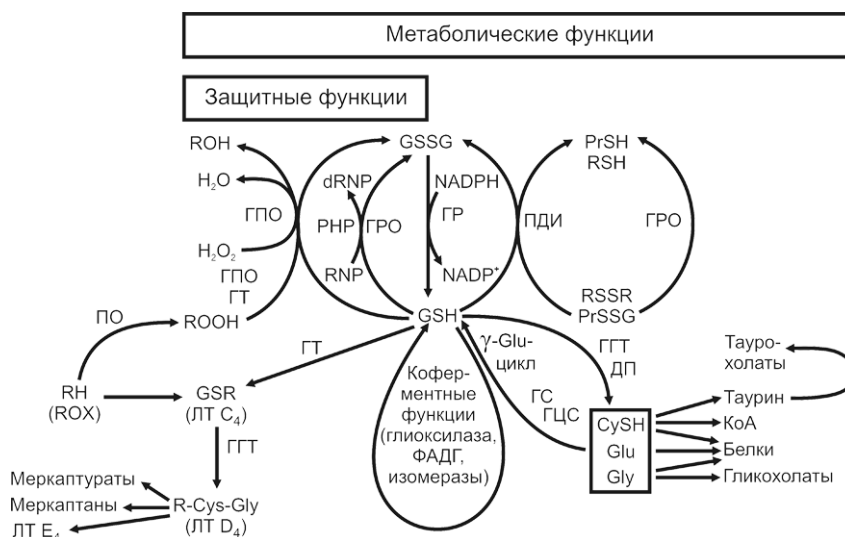 Метаболические функции
Защитные функции
ROH
GSSG
PrSH
RSH
H₂O
dRNP
NADPH
ГПО
РНР
ГРО
ГР
ПДИ
ГРО
H₂O₂
RNP
NADP⁺
ГПО
ГТ
RSSR
PrSSG
ПО
ROOH
GSH
ГТ
γ-Glu-
цикл
ГГТ
ДП
Тауро-
холаты
RH
(ROX)
GSR
(ЛТ C₄)
Кофер-
ментные
функции
(глиоксилаза,
ФАДГ,
изомеразы)
ГС
ГЦС
CySH
Glu
Gly
Таурин
КоА
Белки
Гликохолаты
ГГТ
Меркаптураты
Меркаптаны
ЛТ E₄
R-Cys-Gly
(ЛТ D₄)